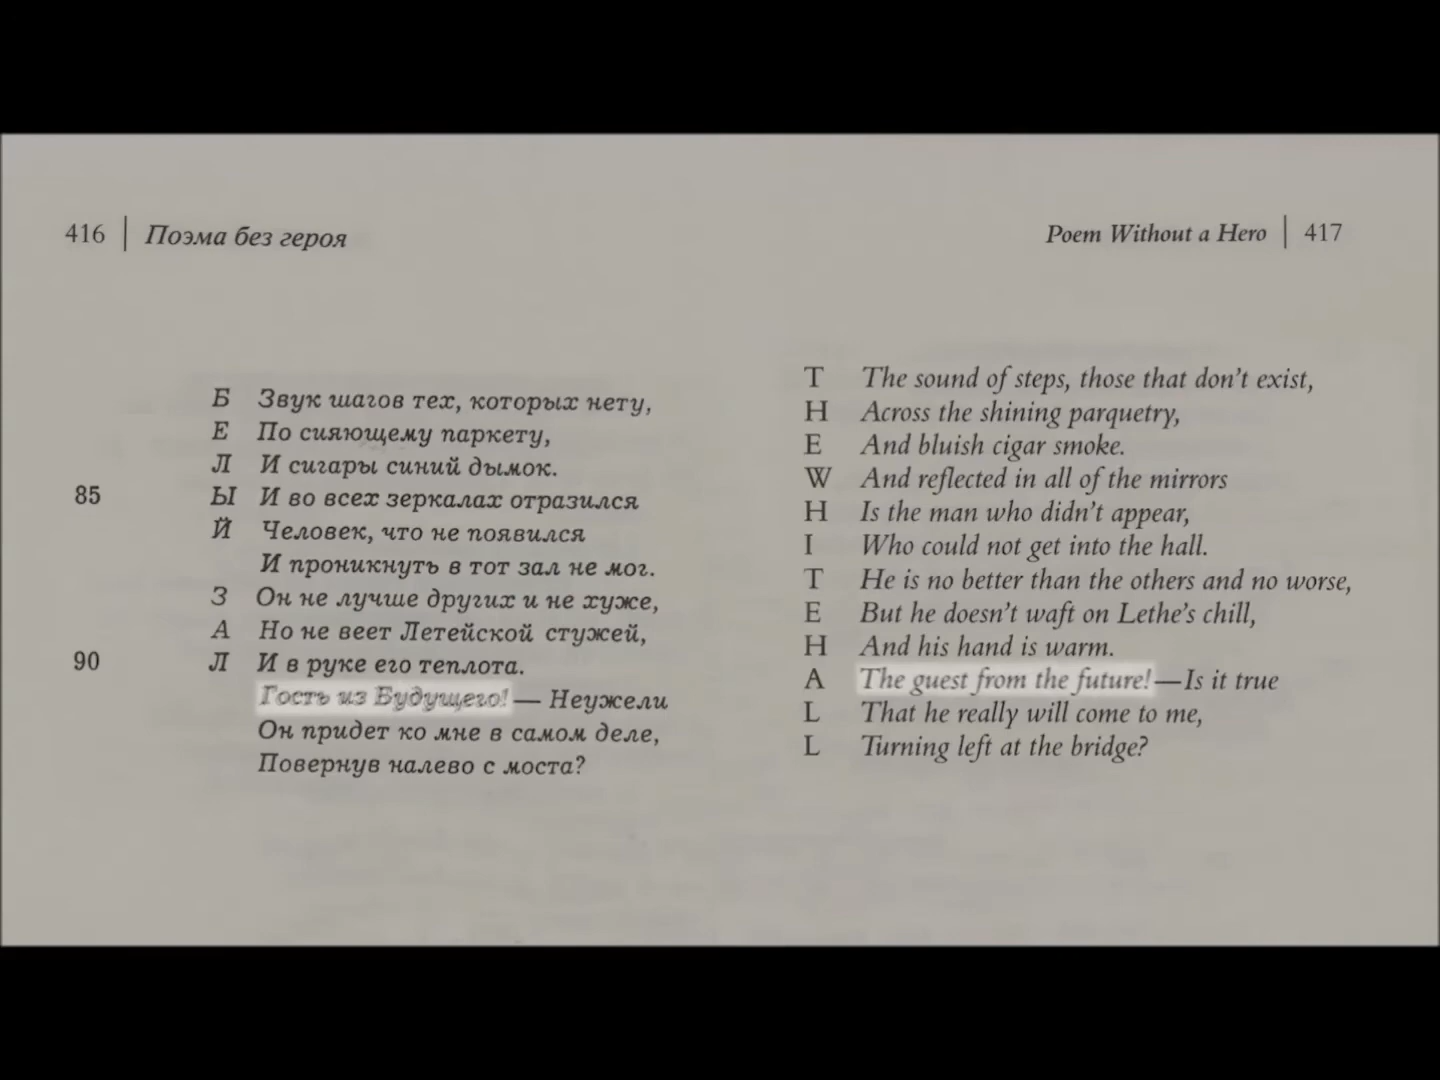 416 | Поэма без героя
Б Звук шагов тех, которых нету,
Е По сияющему паркету,
Л И сигары синий дымок.
85 Ы И во всех зеркалах отразился
Й Человек, что не появился
И проникнуть в тот зал не мог.
З Он не лучше других и не хуже,
А Но не веет Летейской стужей,
90 Л И в руке его теплота.
Гость из Будущего! — Неужели
Он придет ко мне в самом деле,
Повернув налево с моста?
Poem Without a Hero | 417
T The sound of steps, those that don't exist,
H Across the shining parquetry,
E And bluish cigar smoke.
W And reflected in all of the mirrors
H Is the man who didn't appear,
I Who could not get into the hall.
T He is no better than the others and no worse,
E But he doesn't waft on Lethe's chill,
H And his hand is warm.
A The guest from the future!—Is it true
L That he really will come to me,
L Turning left at the bridge?